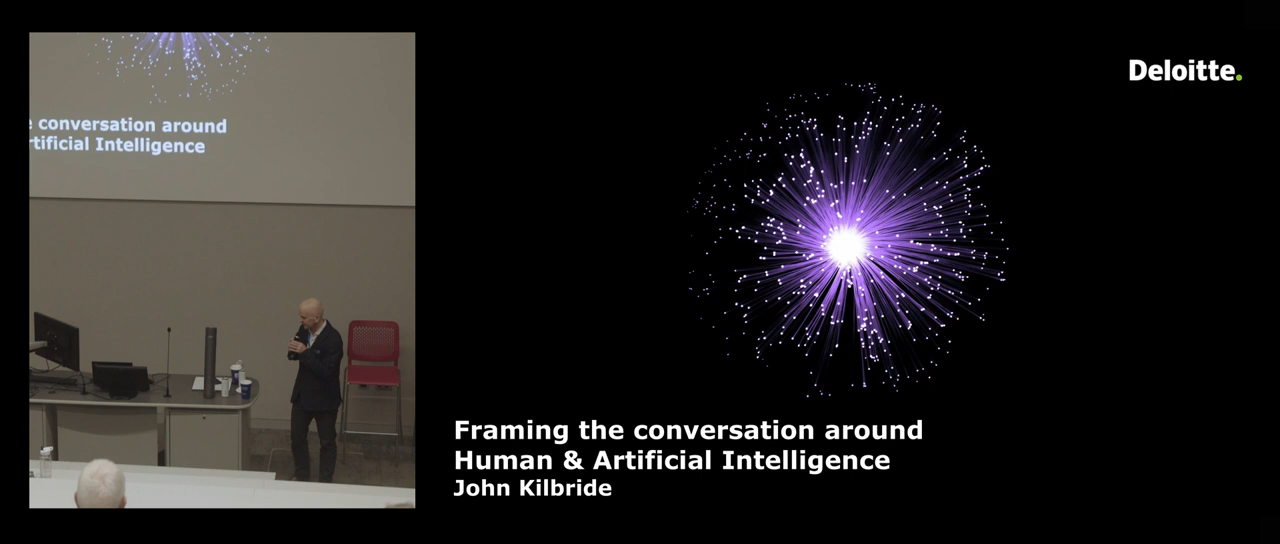 e conversation around
rtificial Intelligence
Deloitte.
Framing the conversation around
Human & Artificial Intelligence
John Kilbride